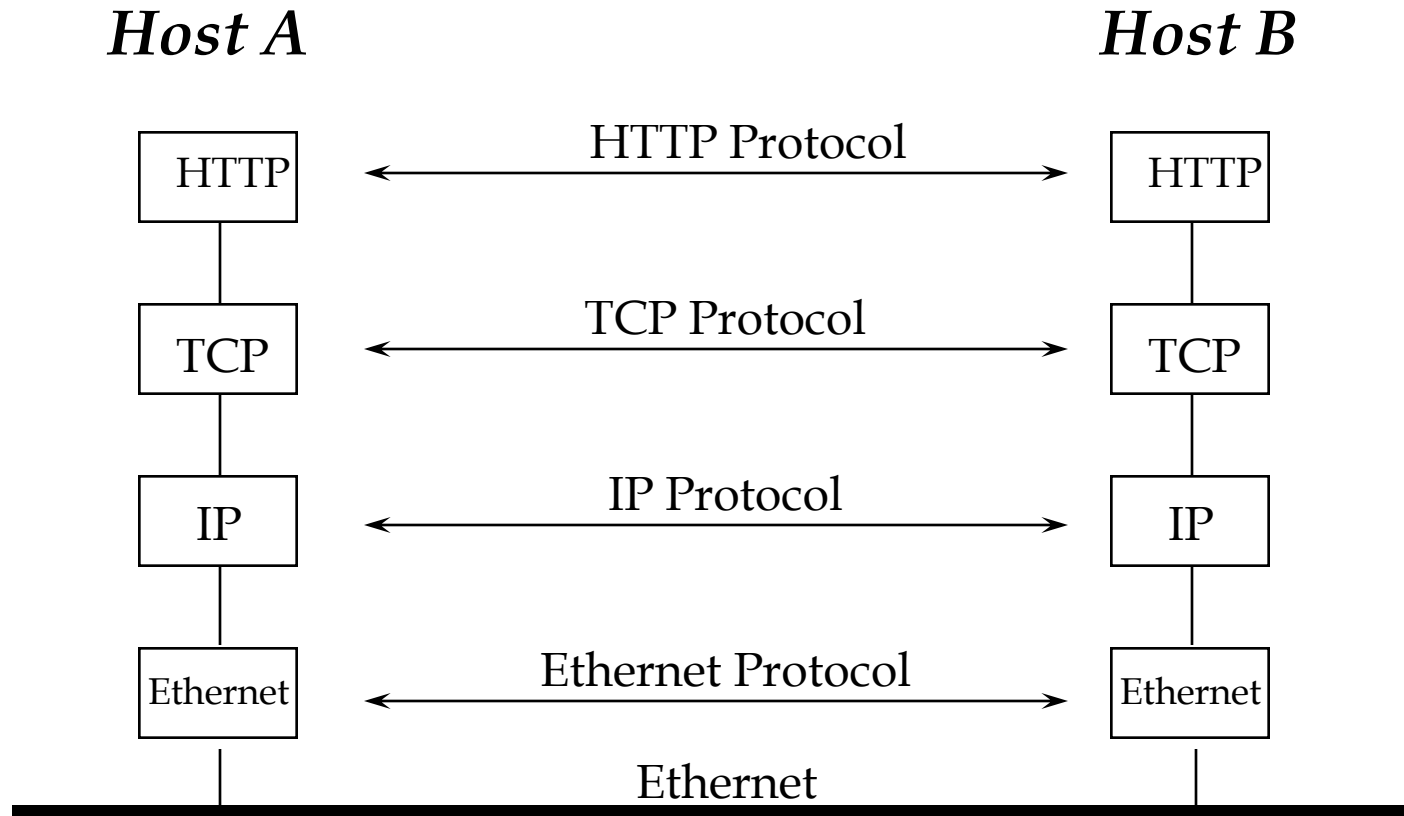 Host A
Host B
HTTP Protocol
HTTP
HTTP
TCP Protocol
TCP
TCP
IP Protocol
IP
IP
Ethernet Protocol
Ethernet
Ethernet
Ethernet